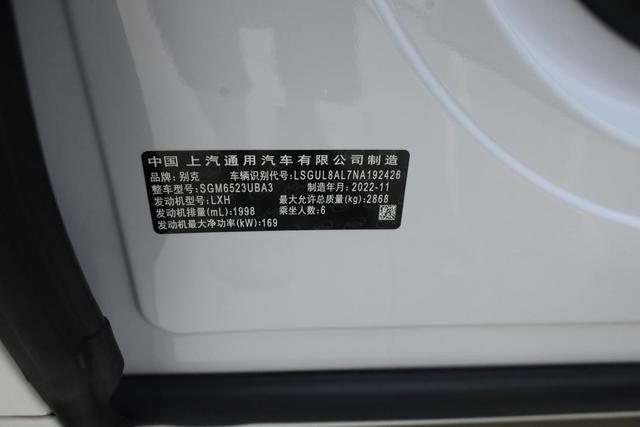 中国 上汽通用汽车有限公司制造
品牌:别克 车辆识别代号:LSGUL8AL7NA192426
整车型号:SGM6523UBA3 制造年月:2022-11
发动机型号:LXH 最大允许总质量(kg):2868
发动机排量(mL):1998 乘坐人数:6
发动机最大净功率(kW):169